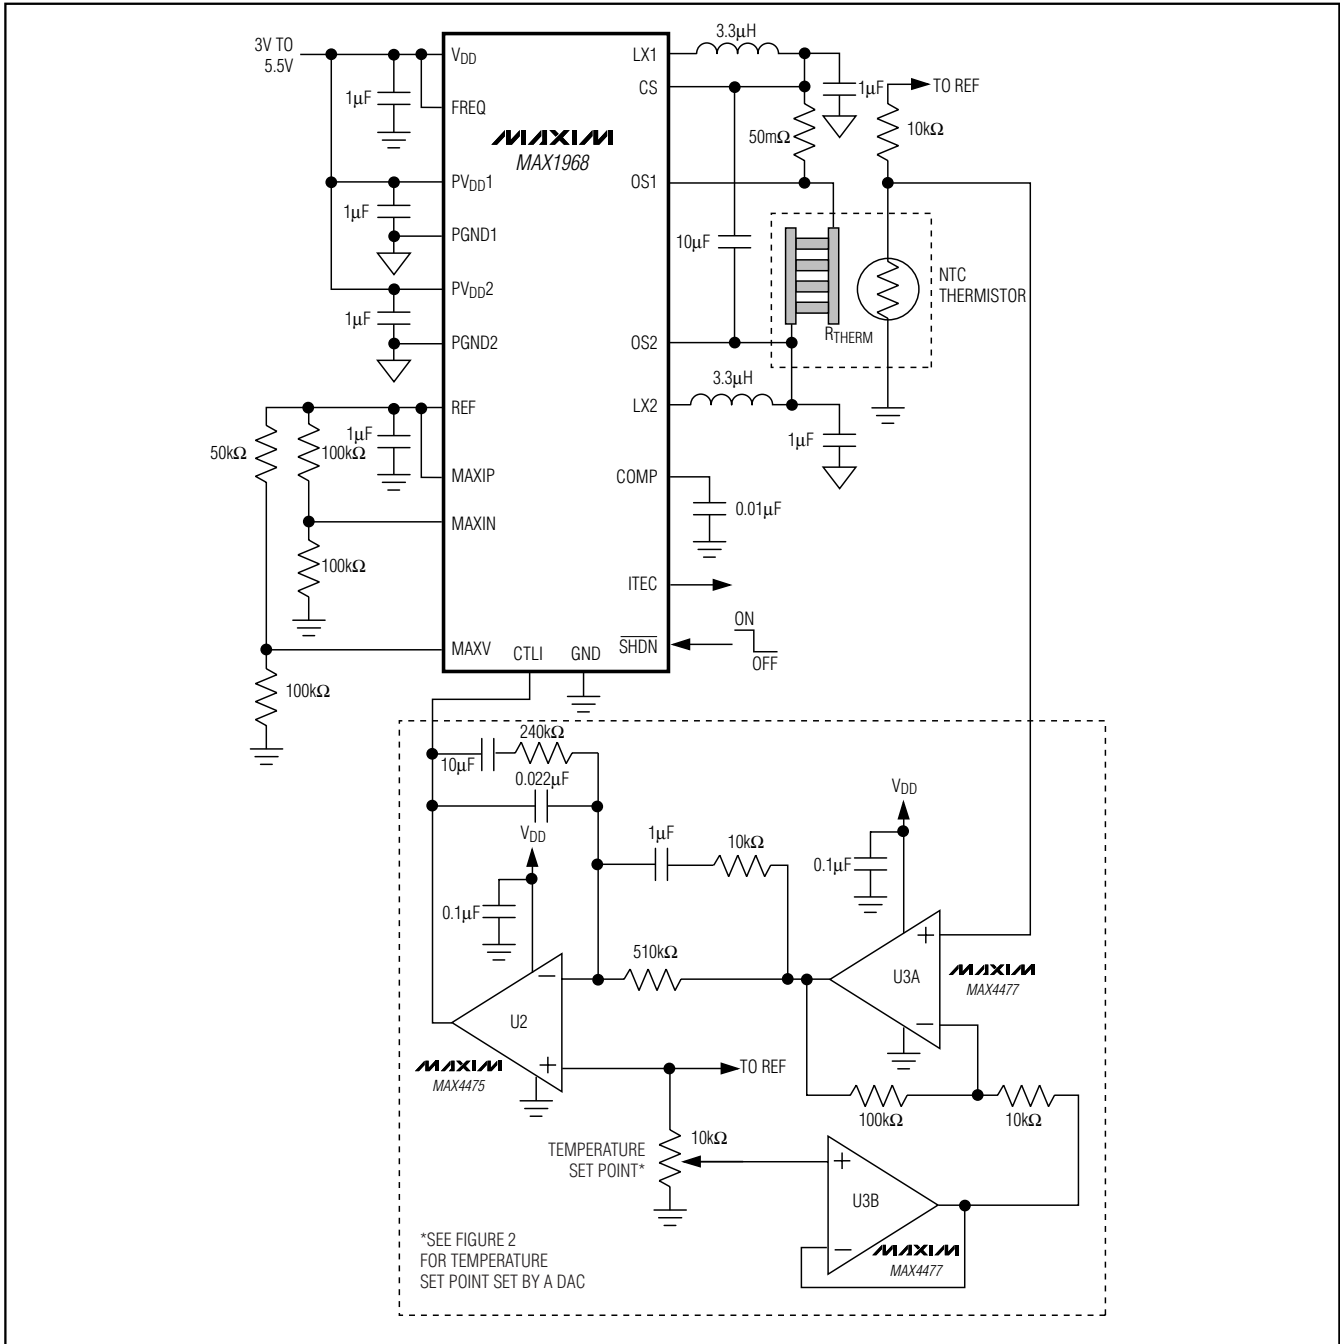 3V TO
5.5V
1µF
1µF
1µF
VDD
FREQ
PVDD1
PGND1
PVDD2
PGND2
REF
MAXIP
MAXIN
MAXV
50kΩ
100kΩ
1µF
100kΩ
100kΩ
MAXIM
MAX1968
CTLI
GND
LX1
CS
OS1
OS2
LX2
COMP
ITEC
SHDN
3.3µH
1µF
50mΩ
10µF
TO REF
10kΩ
NTC
THERMISTOR
RTHERM
3.3µH
1µF
0.01µF
ON
OFF
240kΩ
10µF
0.022µF
VDD
0.1µF
1µF
10kΩ
510kΩ
VDD
0.1µF
+
U3A
−
MAXIM
MAX4477
−
U2
+
MAXIM
MAX4475
TO REF
100kΩ
10kΩ
10kΩ
TEMPERATURE
SET POINT*
+
U3B
−
MAXIM
MAX4477
*SEE FIGURE 2
FOR TEMPERATURE
SET POINT SET BY A DAC